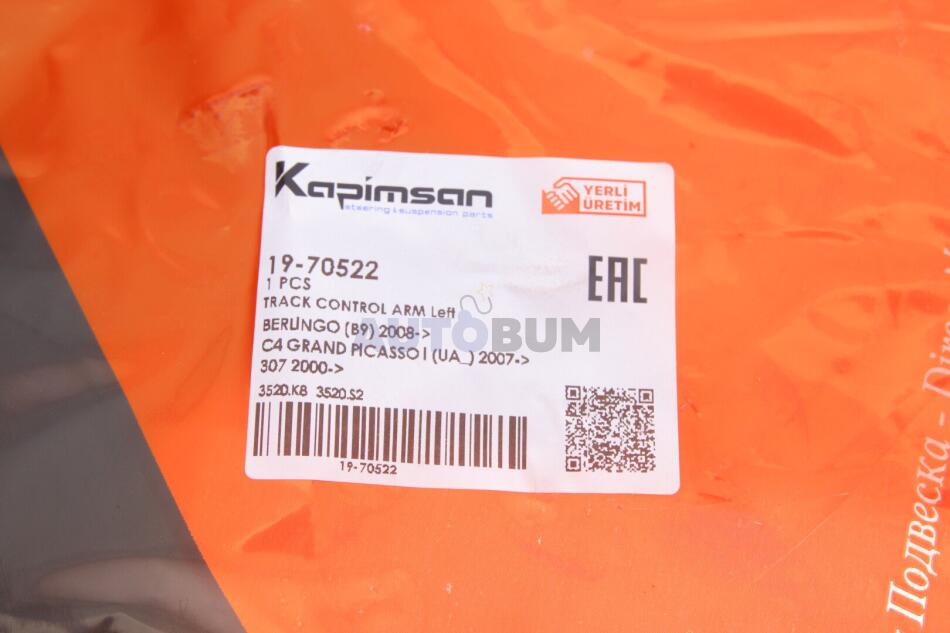 Kapimsan
steering & suspension parts
YERLİ
ÜRETİM
19-70522
1 PCS
TRACK CONTROL ARM Left
EAC
BERLINGO (B9) 2008->
AUTOBUM
C4 GRAND PICASSO I (UA_) 2007->
307 2000->
3520.K8 3520.S2
19-70522
Подвеска -